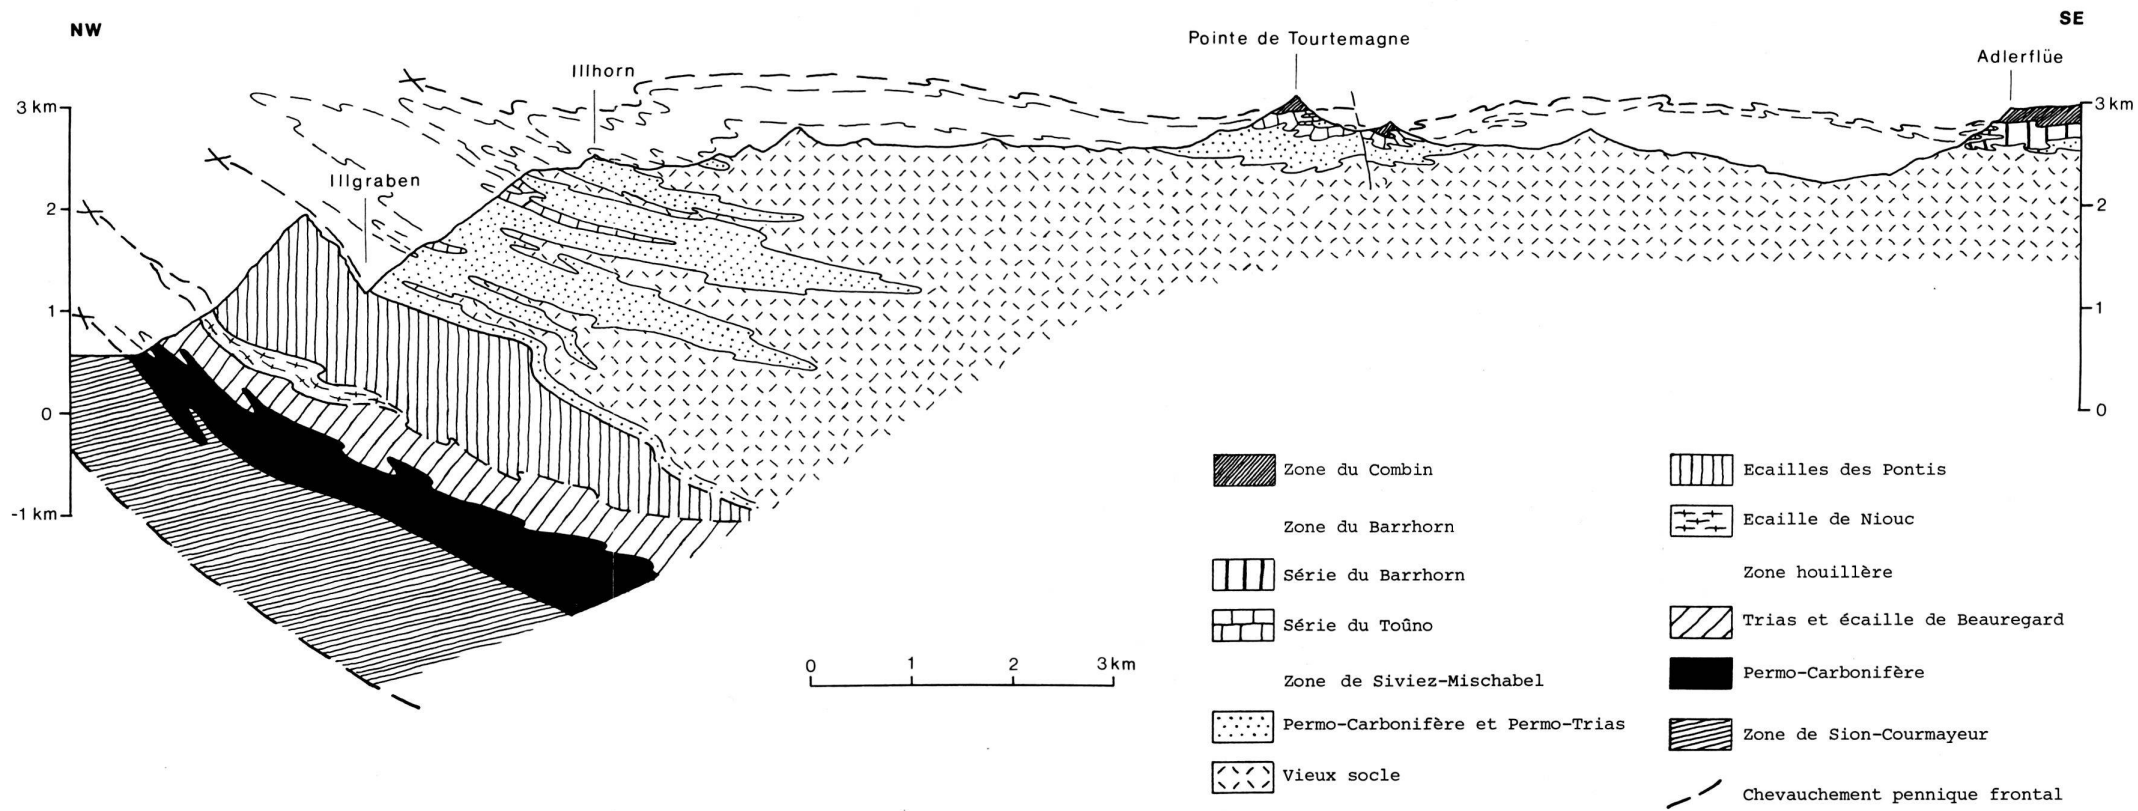 NW
SE
Pointe de Tourtemagne
Adlerflüe
Illhorn
Illgraben
3 km
2
1
0
-1 km
3 km
2
1
0
0 1 2 3 km
Zone du Combin
Zone du Barrhorn
Série du Barrhorn
Série du Toûno
Zone de Siviez-Mischabel
Permo-Carbonifère et Permo-Trias
Vieux socle
Ecailles des Pontis
Ecaille de Niouc
Zone houillère
Trias et écaille de Beauregard
Permo-Carbonifère
Zone de Sion-Courmayeur
Chevauchement pennique frontal